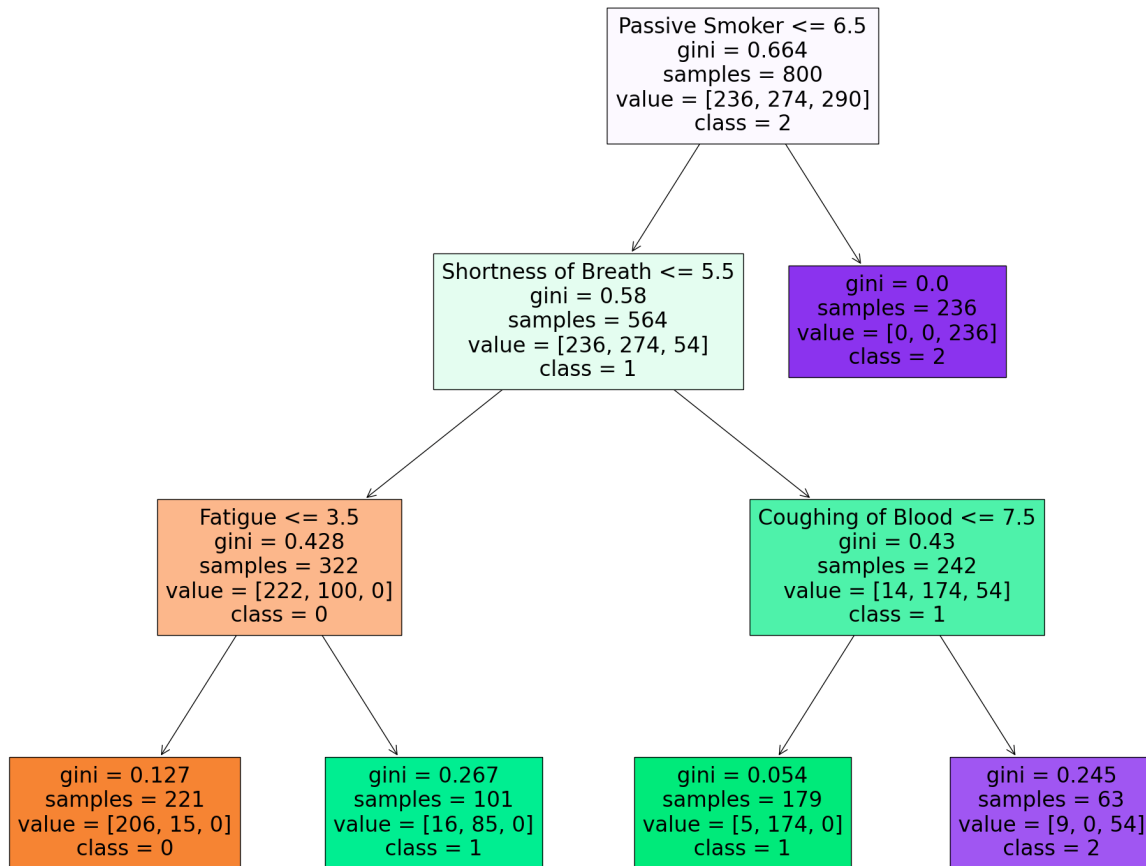 Passive Smoker <= 6.5
gini = 0.664
samples = 800
value = [236, 274, 290]
class = 2
Shortness of Breath <= 5.5
gini = 0.58
samples = 564
value = [236, 274, 54]
class = 1
gini = 0.0
samples = 236
value = [0, 0, 236]
class = 2
Fatigue <= 3.5
gini = 0.428
samples = 322
value = [222, 100, 0]
class = 0
Coughing of Blood <= 7.5
gini = 0.43
samples = 242
value = [14, 174, 54]
class = 1
gini = 0.127
samples = 221
value = [206, 15, 0]
class = 0
gini = 0.267
samples = 101
value = [16, 85, 0]
class = 1
gini = 0.054
samples = 179
value = [5, 174, 0]
class = 1
gini = 0.245
samples = 63
value = [9, 0, 54]
class = 2